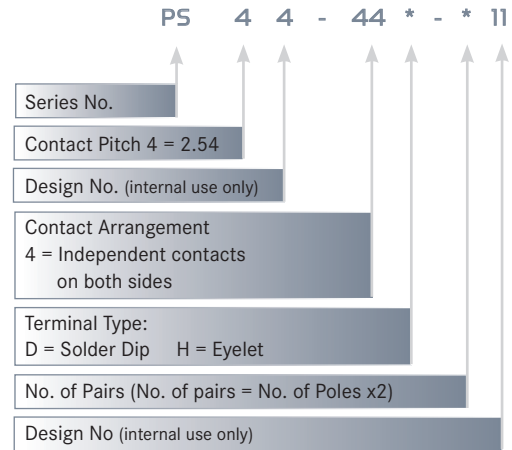 PS 4 4 - 44 * - * 11
Series No.
Contact Pitch 4 = 2.54
Design No. (internal use only)
Contact Arrangement
4 = Independent contacts
on both sides
Terminal Type:
D = Solder Dip H = Eyelet
No. of Pairs (No. of pairs = No. of Poles x2)
Design No (internal use only)